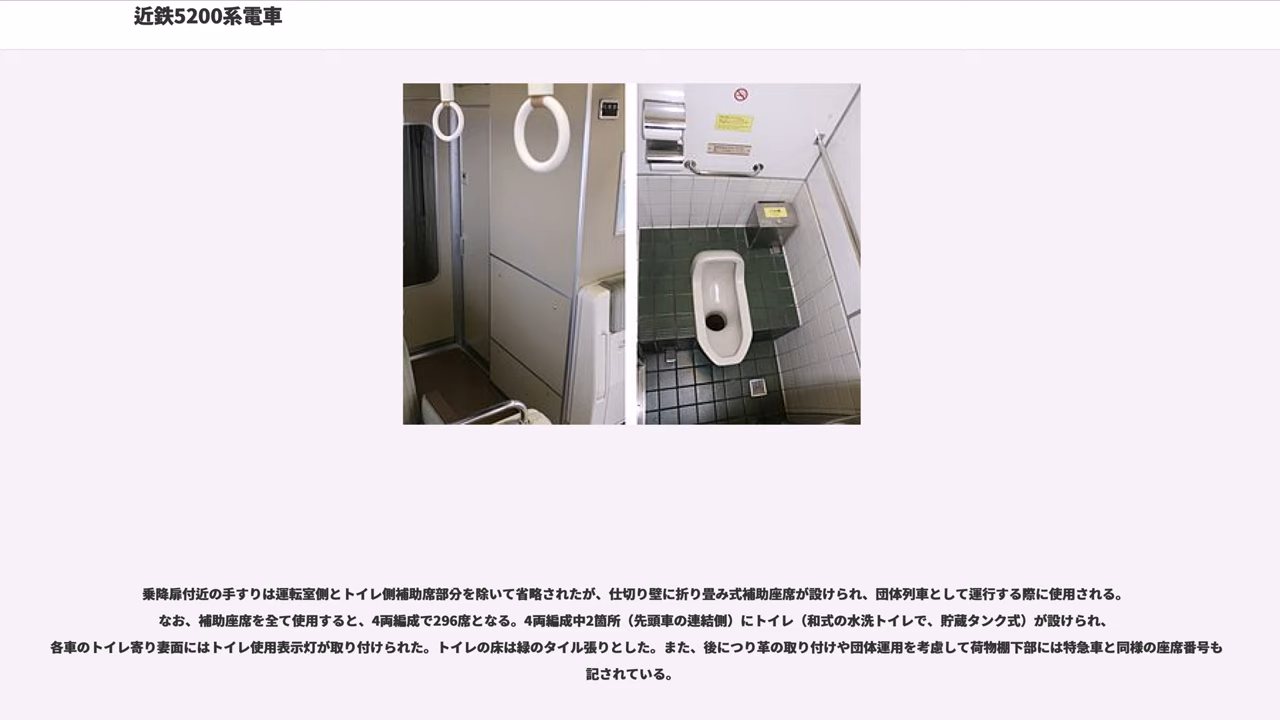 近鉄5200系電車
乗降扉付近の手すりは運転室側とトイレ側補助席部分を除いて省略されたが、仕切り壁に折り畳み式補助座席が設けられ、団体列車として運行する際に使用される。
なお、補助座席を全て使用すると、4両編成で296席となる。4両編成中2箇所（先頭車の連結側）にトイレ（和式の水洗トイレで、貯蔵タンク式）が設けられ、
各車のトイレ寄り妻面にはトイレ使用表示灯が取り付けられた。トイレの床は緑のタイル張りとした。また、後につり革の取り付けや団体運用を考慮して荷物棚下部には特急車と同様の座席番号も
記されている。